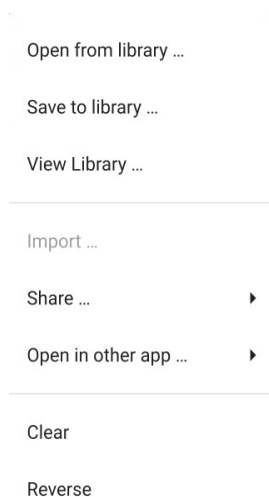 Open from library ...
Save to library ...
View Library ...
Import ...
Share ...
Open in other app ...
Clear
Reverse